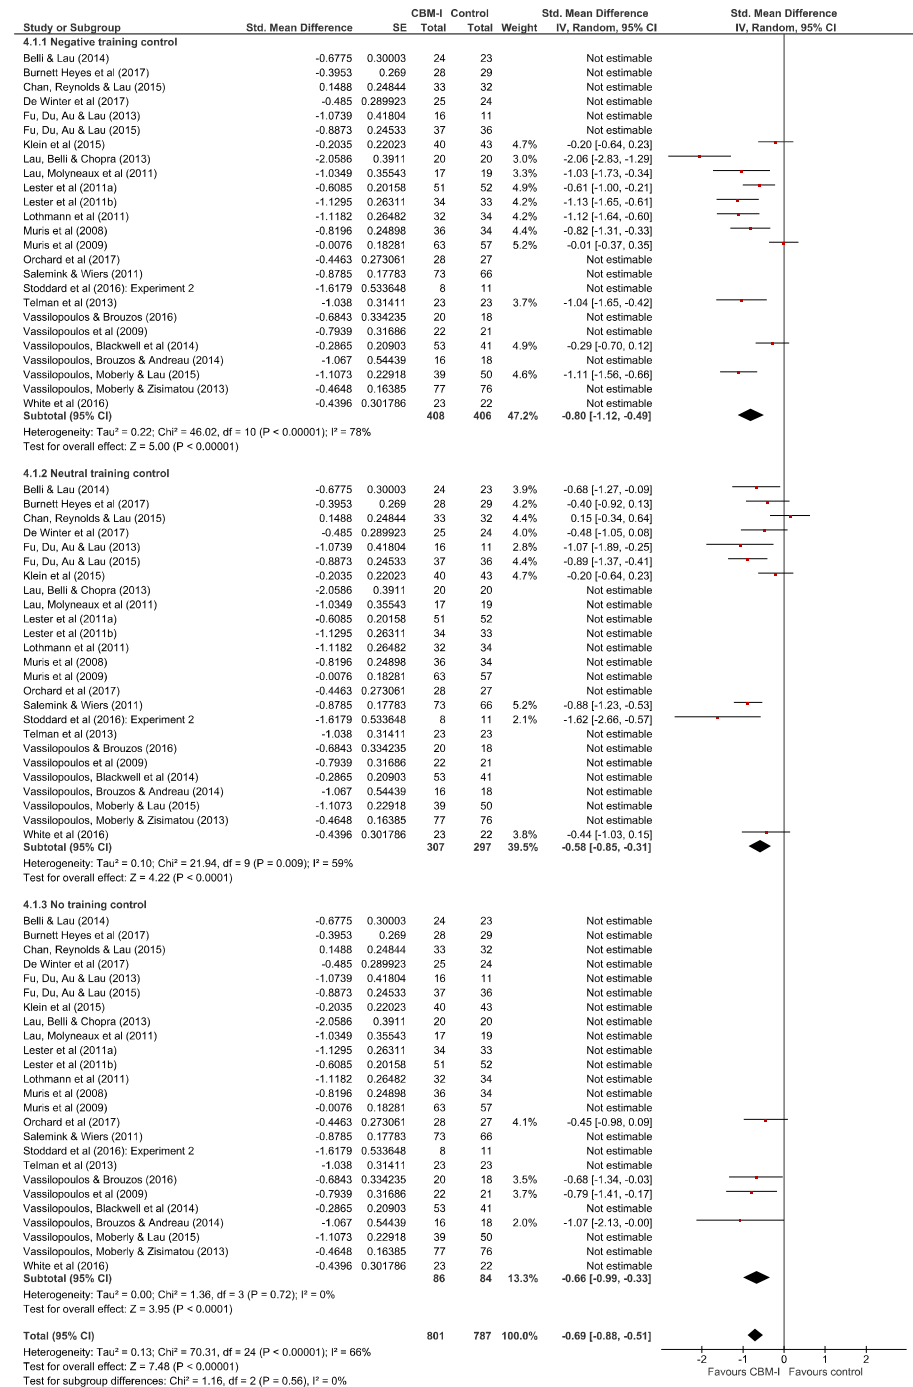 CBM-I Control Std. Mean Difference Std. Mean Difference
Study or Subgroup Std. Mean Difference SE Total Total Weight IV, Random, 95% CI IV, Random, 95% CI
4.1.1 Negative training control
Belli & Lau (2014) -0.6775 0.30003 24 23 Not estimable
Burnett Heyes et al (2017) -0.3953 0.269 28 29 Not estimable
Chan, Reynolds & Lau (2015) 0.1488 0.24844 33 32 Not estimable
De Winter et al (2017) -0.485 0.289923 25 24 Not estimable
Fu, Du, Au & Lau (2013) -1.0739 0.41804 16 11 Not estimable
Fu, Du, Au & Lau (2015) -0.8873 0.24533 37 36 Not estimable
Klein et al (2015) -0.2035 0.22023 40 43 4.7% -0.20 [-0.64, 0.23]
Lau, Belli & Chopra (2013) -2.0586 0.3911 20 20 3.0% -2.06 [-2.83, -1.29]
Lau, Molyneaux et al (2011) -1.0349 0.35543 17 19 3.3% -1.03 [-1.73, -0.34]
Lester et al (2011a) -0.6085 0.20158 51 52 4.9% -0.61 [-1.00, -0.21]
Lester et al (2011b) -1.1295 0.26311 34 33 4.2% -1.13 [-1.65, -0.61]
Lothmann et al (2011) -1.1182 0.26482 32 34 4.2% -1.12 [-1.64, -0.60]
Muris et al (2008) -0.8196 0.24898 36 34 4.4% -0.82 [-1.31, -0.33]
Muris et al (2009) -0.0076 0.18281 63 57 5.2% -0.01 [-0.37, 0.35]
Orchard et al (2017) -0.4463 0.273061 28 27 Not estimable
Salemink & Wiers (2011) -0.8785 0.17783 73 66 Not estimable
Stoddard et al (2016): Experiment 2 -1.6179 0.533648 8 11 Not estimable
Telman et al (2013) -1.038 0.31411 23 23 3.7% -1.04 [-1.65, -0.42]
Vassilopoulos & Brouzos (2016) -0.6843 0.334235 20 18 Not estimable
Vassilopoulos et al (2009) -0.7939 0.31686 22 21 Not estimable
Vassilopoulos, Blackwell et al (2014) -0.2865 0.20903 53 41 4.9% -0.29 [-0.70, 0.12]
Vassilopoulos, Brouzos & Andreau (2014) -1.067 0.54439 16 18 Not estimable
Vassilopoulos, Moberly & Lau (2015) -1.1073 0.22918 39 50 4.6% -1.11 [-1.56, -0.66]
Vassilopoulos, Moberly & Zisimatou (2013) -0.4648 0.16385 77 76 Not estimable
White et al (2016) -0.4396 0.301786 23 22 Not estimable
Subtotal (95% CI) 408 406 47.2% -0.80 [-1.12, -0.49]
Heterogeneity: Tau² = 0.22; Chi² = 46.02, df = 10 (P < 0.00001); I² = 78%
Test for overall effect: Z = 5.00 (P < 0.00001)
4.1.2 Neutral training control
Belli & Lau (2014) -0.6775 0.30003 24 23 3.9% -0.68 [-1.27, -0.09]
Burnett Heyes et al (2017) -0.3953 0.269 28 29 4.2% -0.40 [-0.92, 0.13]
Chan, Reynolds & Lau (2015) 0.1488 0.24844 33 32 4.4% 0.15 [-0.34, 0.64]
De Winter et al (2017) -0.485 0.289923 25 24 4.0% -0.48 [-1.05, 0.08]
Fu, Du, Au & Lau (2013) -1.0739 0.41804 16 11 2.8% -1.07 [-1.89, -0.25]
Fu, Du, Au & Lau (2015) -0.8873 0.24533 37 36 4.4% -0.89 [-1.37, -0.41]
Klein et al (2015) -0.2035 0.22023 40 43 4.7% -0.20 [-0.64, 0.23]
Lau, Belli & Chopra (2013) -2.0586 0.3911 20 20 Not estimable
Lau, Molyneaux et al (2011) -1.0349 0.35543 17 19 Not estimable
Lester et al (2011a) -0.6085 0.20158 51 52 Not estimable
Lester et al (2011b) -1.1295 0.26311 34 33 Not estimable
Lothmann et al (2011) -1.1182 0.26482 32 34 Not estimable
Muris et al (2008) -0.8196 0.24898 36 34 Not estimable
Muris et al (2009) -0.0076 0.18281 63 57 Not estimable
Orchard et al (2017) -0.4463 0.273061 28 27 Not estimable
Salemink & Wiers (2011) -0.8785 0.17783 73 66 5.2% -0.88 [-1.23, -0.53]
Stoddard et al (2016): Experiment 2 -1.6179 0.533648 8 11 2.1% -1.62 [-2.66, -0.57]
Telman et al (2013) -1.038 0.31411 23 23 Not estimable
Vassilopoulos & Brouzos (2016) -0.6843 0.334235 20 18 Not estimable
Vassilopoulos et al (2009) -0.7939 0.31686 22 21 Not estimable
Vassilopoulos, Blackwell et al (2014) -0.2865 0.20903 53 41 Not estimable
Vassilopoulos, Brouzos & Andreau (2014) -1.067 0.54439 16 18 Not estimable
Vassilopoulos, Moberly & Lau (2015) -1.1073 0.22918 39 50 Not estimable
Vassilopoulos, Moberly & Zisimatou (2013) -0.4648 0.16385 77 76 Not estimable
White et al (2016) -0.4396 0.301786 23 22 3.8% -0.44 [-1.03, 0.15]
Subtotal (95% CI) 307 297 39.5% -0.58 [-0.85, -0.31]
Heterogeneity: Tau² = 0.10; Chi² = 21.94, df = 9 (P = 0.009); I² = 59%
Test for overall effect: Z = 4.22 (P < 0.0001)
4.1.3 No training control
Belli & Lau (2014) -0.6775 0.30003 24 23 Not estimable
Burnett Heyes et al (2017) -0.3953 0.269 28 29 Not estimable
Chan, Reynolds & Lau (2015) 0.1488 0.24844 33 32 Not estimable
De Winter et al (2017) -0.485 0.289923 25 24 Not estimable
Fu, Du, Au & Lau (2013) -1.0739 0.41804 16 11 Not estimable
Fu, Du, Au & Lau (2015) -0.8873 0.24533 37 36 Not estimable
Klein et al (2015) -0.2035 0.22023 40 43 Not estimable
Lau, Belli & Chopra (2013) -2.0586 0.3911 20 20 Not estimable
Lau, Molyneaux et al (2011) -1.0349 0.35543 17 19 Not estimable
Lester et al (2011a) -1.1295 0.26311 34 33 Not estimable
Lester et al (2011b) -0.6085 0.20158 51 52 Not estimable
Lothmann et al (2011) -1.1182 0.26482 32 34 Not estimable
Muris et al (2008) -0.8196 0.24898 36 34 Not estimable
Muris et al (2009) -0.0076 0.18281 63 57 Not estimable
Orchard et al (2017) -0.4463 0.273061 28 27 4.1% -0.45 [-0.98, 0.09]
Salemink & Wiers (2011) -0.8785 0.17783 73 66 Not estimable
Stoddard et al (2016): Experiment 2 -1.6179 0.533648 8 11 Not estimable
Telman et al (2013) -1.038 0.31411 23 23 Not estimable
Vassilopoulos & Brouzos (2016) -0.6843 0.334235 20 18 3.5% -0.68 [-1.34, -0.03]
Vassilopoulos et al (2009) -0.7939 0.31686 22 21 3.7% -0.79 [-1.41, -0.17]
Vassilopoulos, Blackwell et al (2014) -0.2865 0.20903 53 41 Not estimable
Vassilopoulos, Brouzos & Andreau (2014) -1.067 0.54439 16 18 2.0% -1.07 [-2.13, -0.00]
Vassilopoulos, Moberly & Lau (2015) -1.1073 0.22918 39 50 Not estimable
Vassilopoulos, Moberly & Zisimatou (2013) -0.4648 0.16385 77 76 Not estimable
White et al (2016) -0.4396 0.301786 23 22 Not estimable
Subtotal (95% CI) 86 84 13.3% -0.66 [-0.99, -0.33]
Heterogeneity: Tau² = 0.00; Chi² = 1.36, df = 3 (P = 0.72); I² = 0%
Test for overall effect: Z = 3.95 (P < 0.0001)
Total (95% CI) 801 787 100.0% -0.69 [-0.88, -0.51]
Heterogeneity: Tau² = 0.13; Chi² = 70.31, df = 24 (P < 0.00001); I² = 66%
Test for overall effect: Z = 7.48 (P < 0.00001)
Test for subgroup differences: Chi² = 1.16, df = 2 (P = 0.56), I² = 0%
-2 -1 0 1 2
Favours CBM-I Favours control